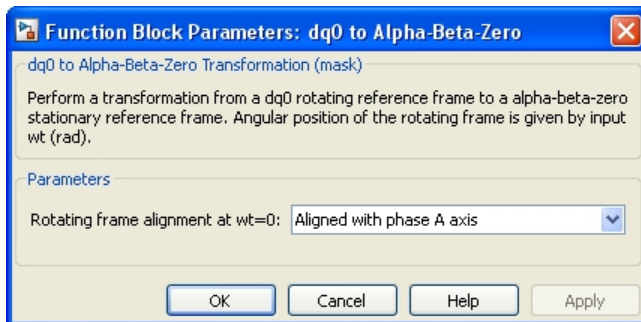 Function Block Parameters: dq0 to Alpha-Beta-Zero
dq0 to Alpha-Beta-Zero Transformation (mask)
Perform a transformation from a dq0 rotating reference frame to a alpha-beta-zero
stationary reference frame. Angular position of the rotating frame is given by input
wt (rad).
Parameters
Rotating frame alignment at wt=0: Aligned with phase A axis
OK Cancel Help Apply